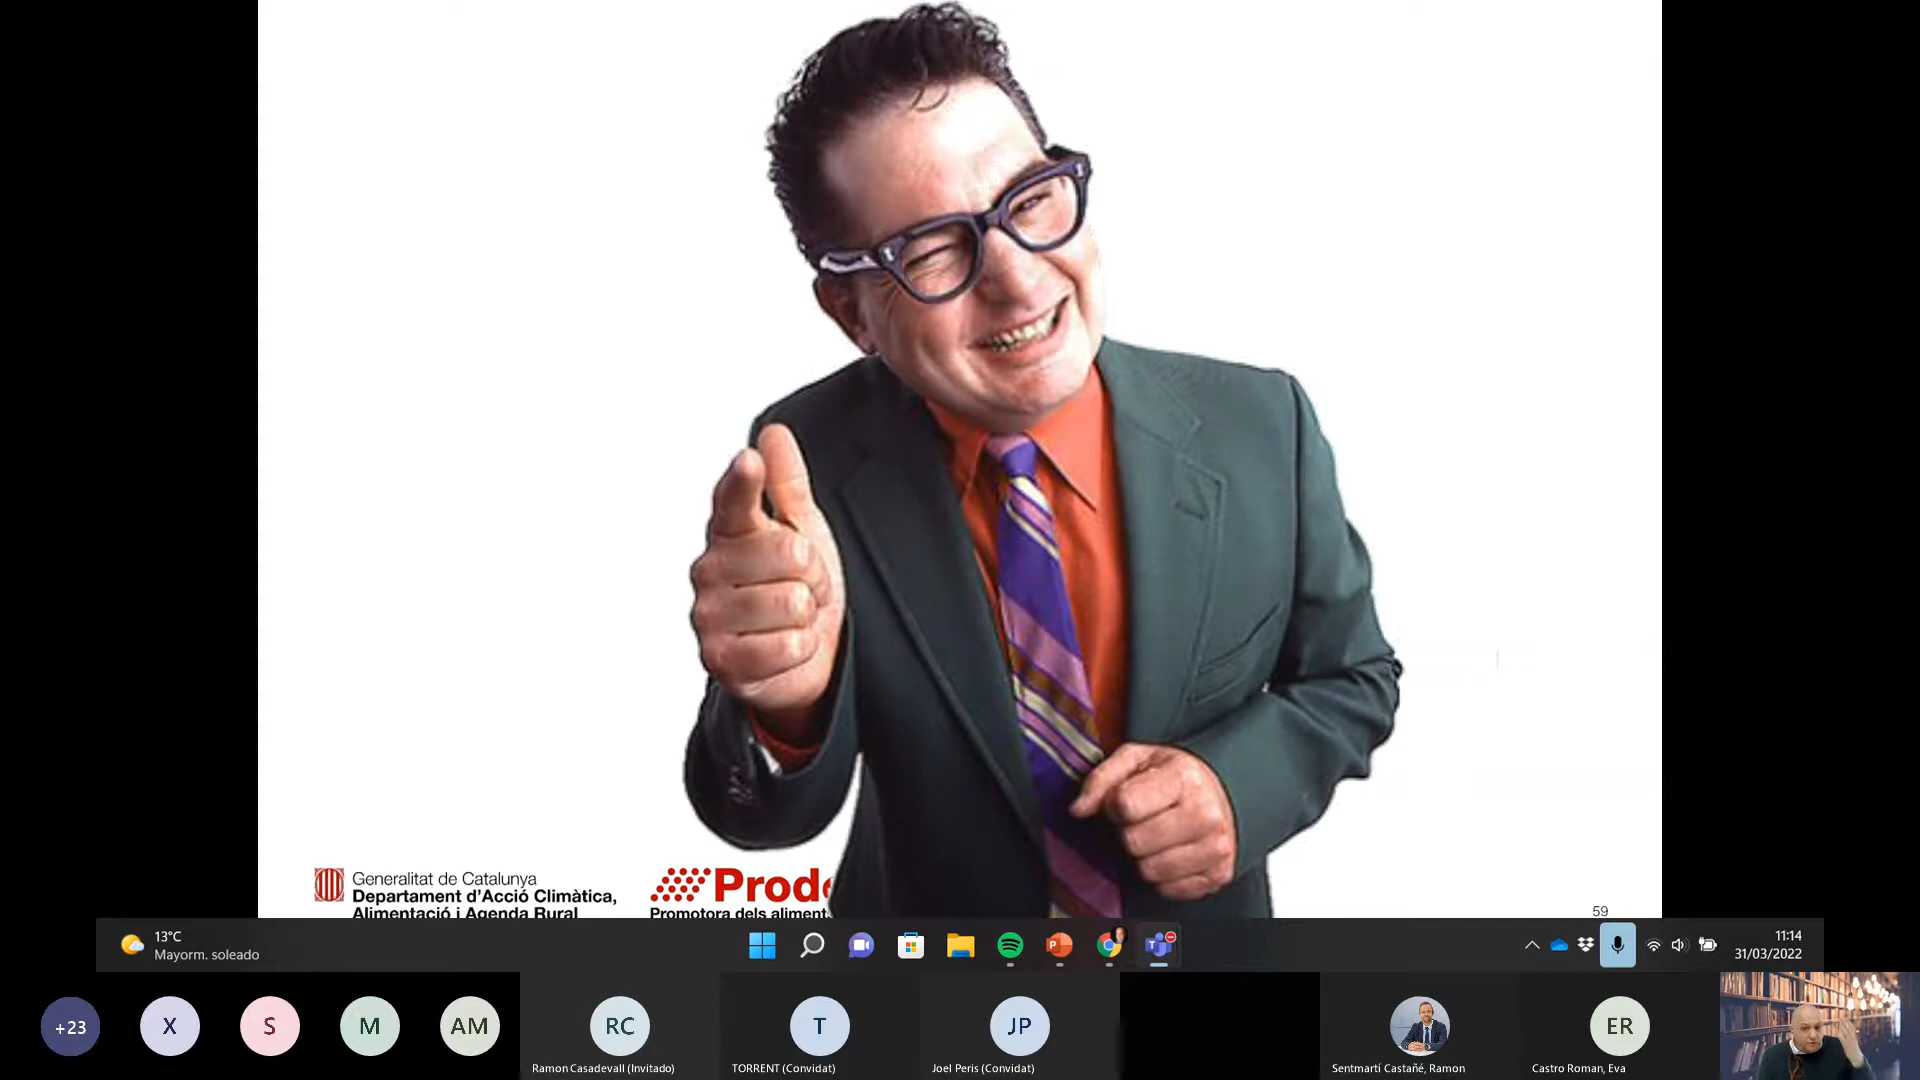 Generalitat de Catalunya
Departament d'Acció Climàtica,
Alimentació i Agenda Rural
Prod
Promotora dels aliment
59
13°C
Mayorm. soleado
11:14
31/03/2022
+23
X
S
M
AM
RC
T
JP
ER
Ramon Casadevall (Invitado)
TORRENT (Convidat)
Joel Peris (Convidat)
Sentmartí Castañé, Ramon
Castro Roman, Eva